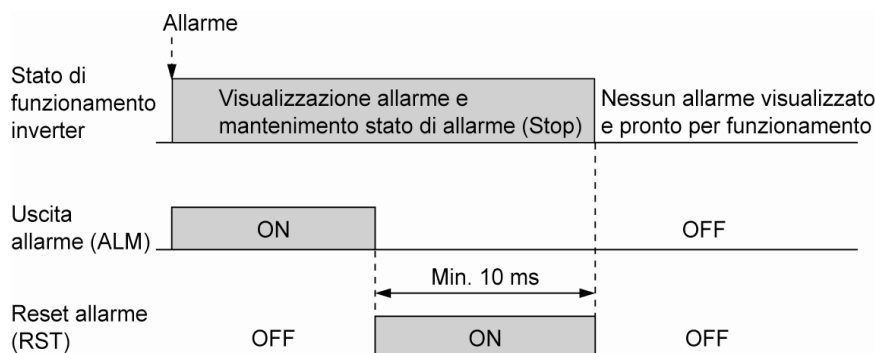 Allarme
Stato di
funzionamento
inverter
Visualizzazione allarme e
mantenimento stato di allarme (Stop)
Nessun allarme visualizzato
e pronto per funzionamento
Uscita
allarme (ALM)
ON
OFF
Min. 10 ms
Reset allarme
(RST)
OFF
ON
OFF